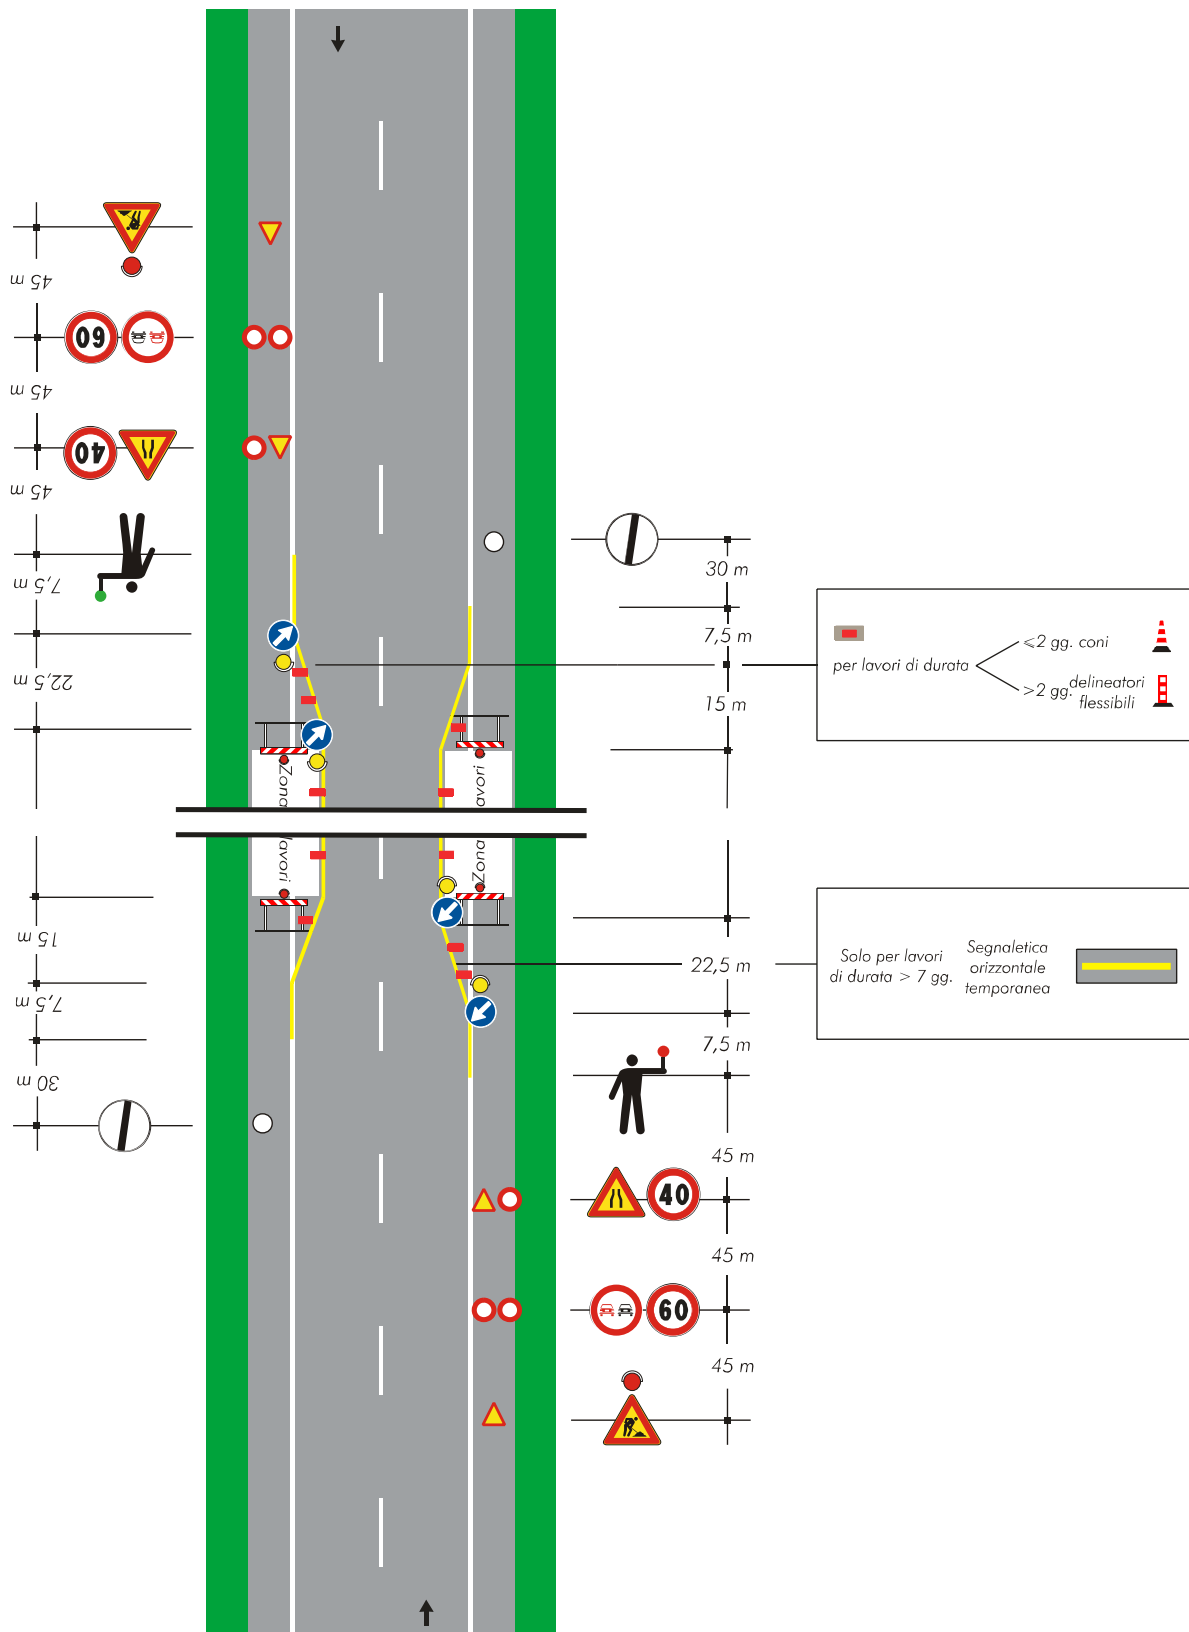 45 m
60
45 m
40
45 m
7,5 m
22,5 m
Zona
lavori
15 m
7,5 m
30 m
30 m
7,5 m
15 m
avori
Zona
22,5 m
7,5 m
45 m
40
45 m
60
45 m
per lavori di durata
≤2 gg. coni
>2 gg. delineatori
flessibili
Solo per lavori
di durata > 7 gg.
Segnaletica
orizzontale
temporanea